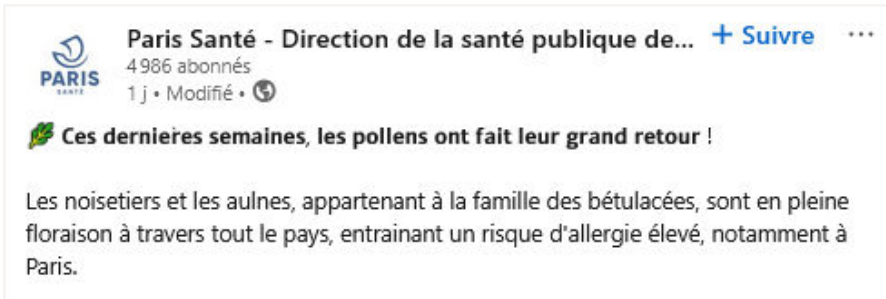 Paris Santé - Direction de la santé publique de... + Suivre ...
PARIS
SANTÉ
4 986 abonnés
1 j • Modifié •
Ces dernières semaines, les pollens ont fait leur grand retour !
Les noisetiers et les aulnes, appartenant à la famille des bétulacées, sont en pleine
floraison à travers tout le pays, entrainant un risque d'allergie élevé, notamment à
Paris.